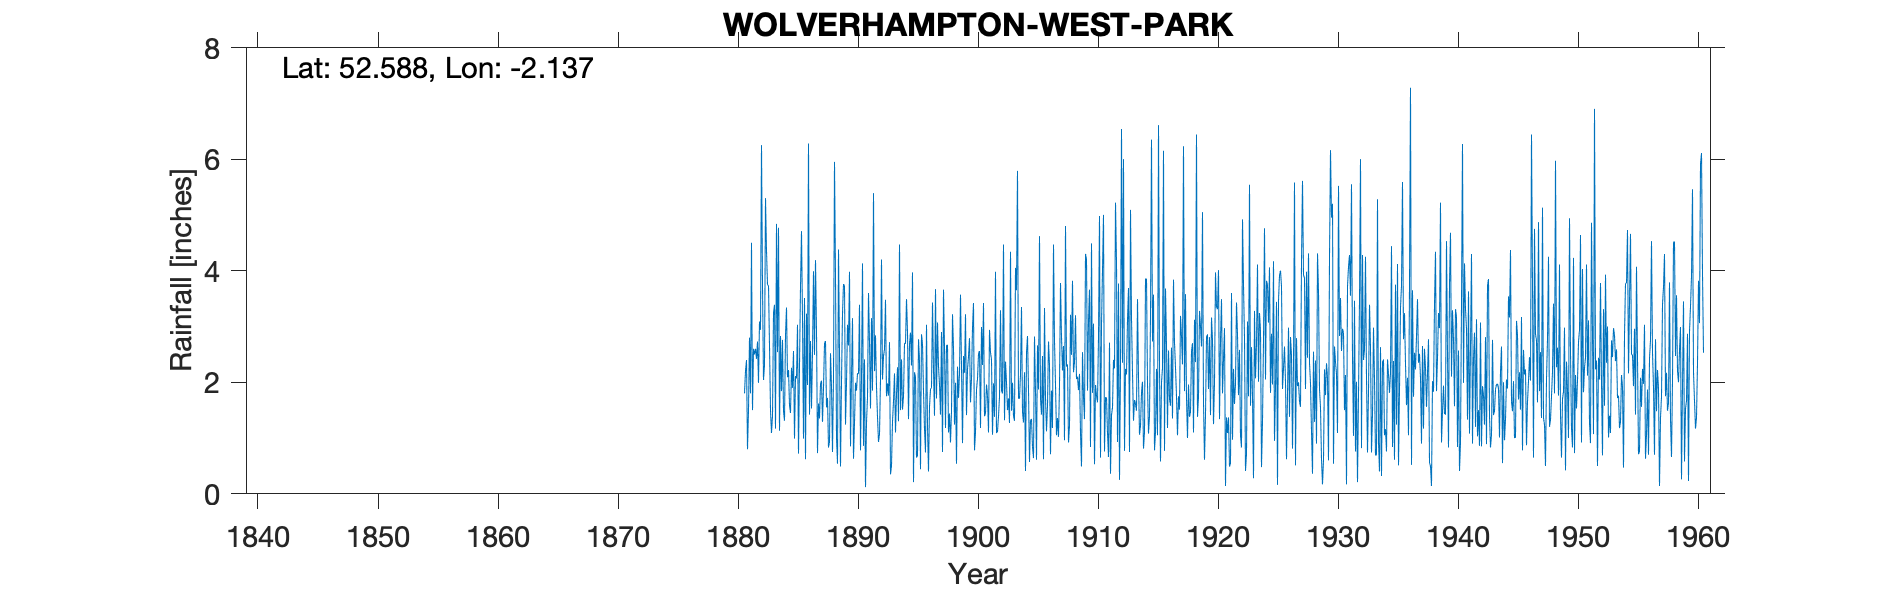 WOLVERHAMPTON-WEST-PARK
Lat: 52.588, Lon: -2.137
8
6
4
2
0
Rainfall [inches]
1840 1850 1860 1870 1880 1890 1900 1910 1920 1930 1940 1950 1960
Year